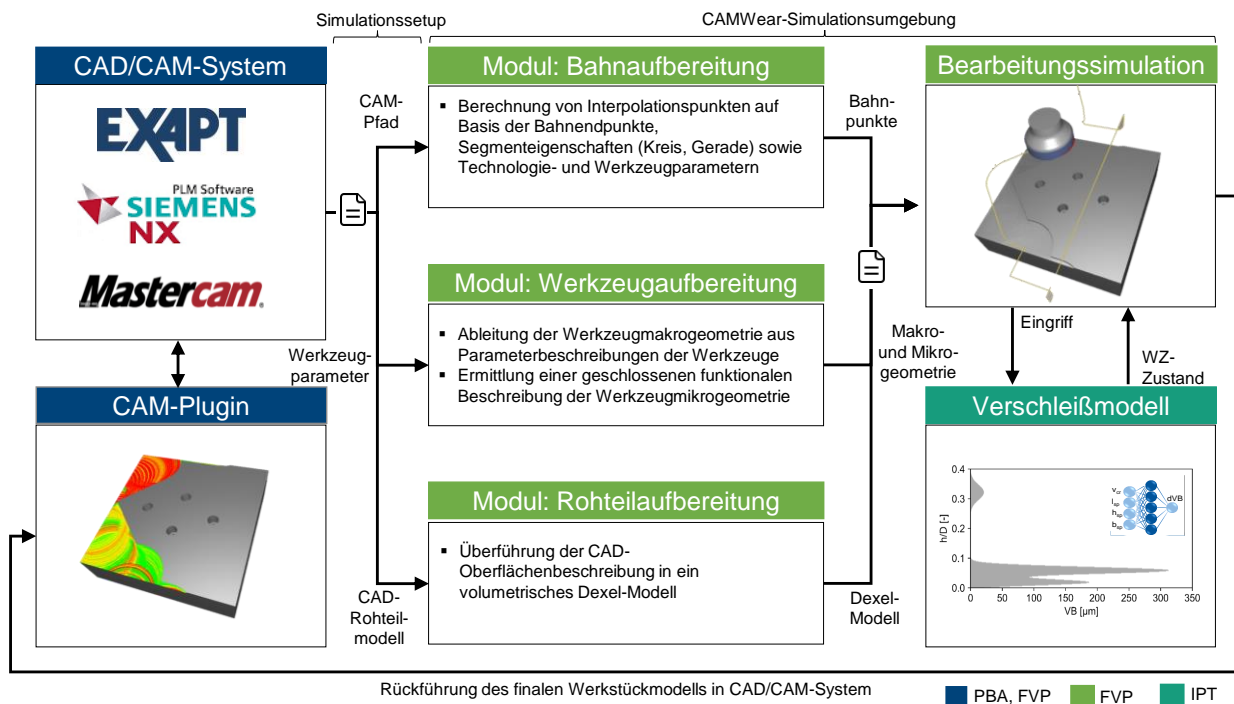 Simulationssetup
CAMWear-Simulationsumgebung
CAD/CAM-System
EXAPT
PLM Software
SIEMENS
NX
Mastercam.
CAM-
Pfad
Modul: Bahnaufbereitung
▪ Berechnung von Interpolationspunkten auf
Basis der Bahnendpunkte,
Segmenteigenschaften (Kreis, Gerade) sowie
Technologie- und Werkzeugparametern
Bahn-
punkte
Bearbeitungssimulation
Werkzeug-
parameter
Modul: Werkzeugaufbereitung
▪ Ableitung der Werkzeugmakrogeometrie aus
Parameterbeschreibungen der Werkzeuge
▪ Ermittlung einer geschlossenen funktionalen
Beschreibung der Werkzeugmikrogeometrie
Makro-
und Mikro-
geometrie
Eingriff
WZ-
Zustand
CAM-Plugin
CAD-
Rohteil-
modell
Modul: Rohteilaufbereitung
▪ Überführung der CAD-
Oberflächenbeschreibung in ein
volumetrisches Dexel-Modell
Dexel-
Modell
Verschleißmodell
0.4
0.3
0.2
0.1
0.0
h/D [-]
0 50 100 150 200 250 300 350
VB [µm]
l_sp
h_sp
b_sp
dVB
Rückführung des finalen Werkstückmodells in CAD/CAM-System
PBA, FVP
FVP
IPT